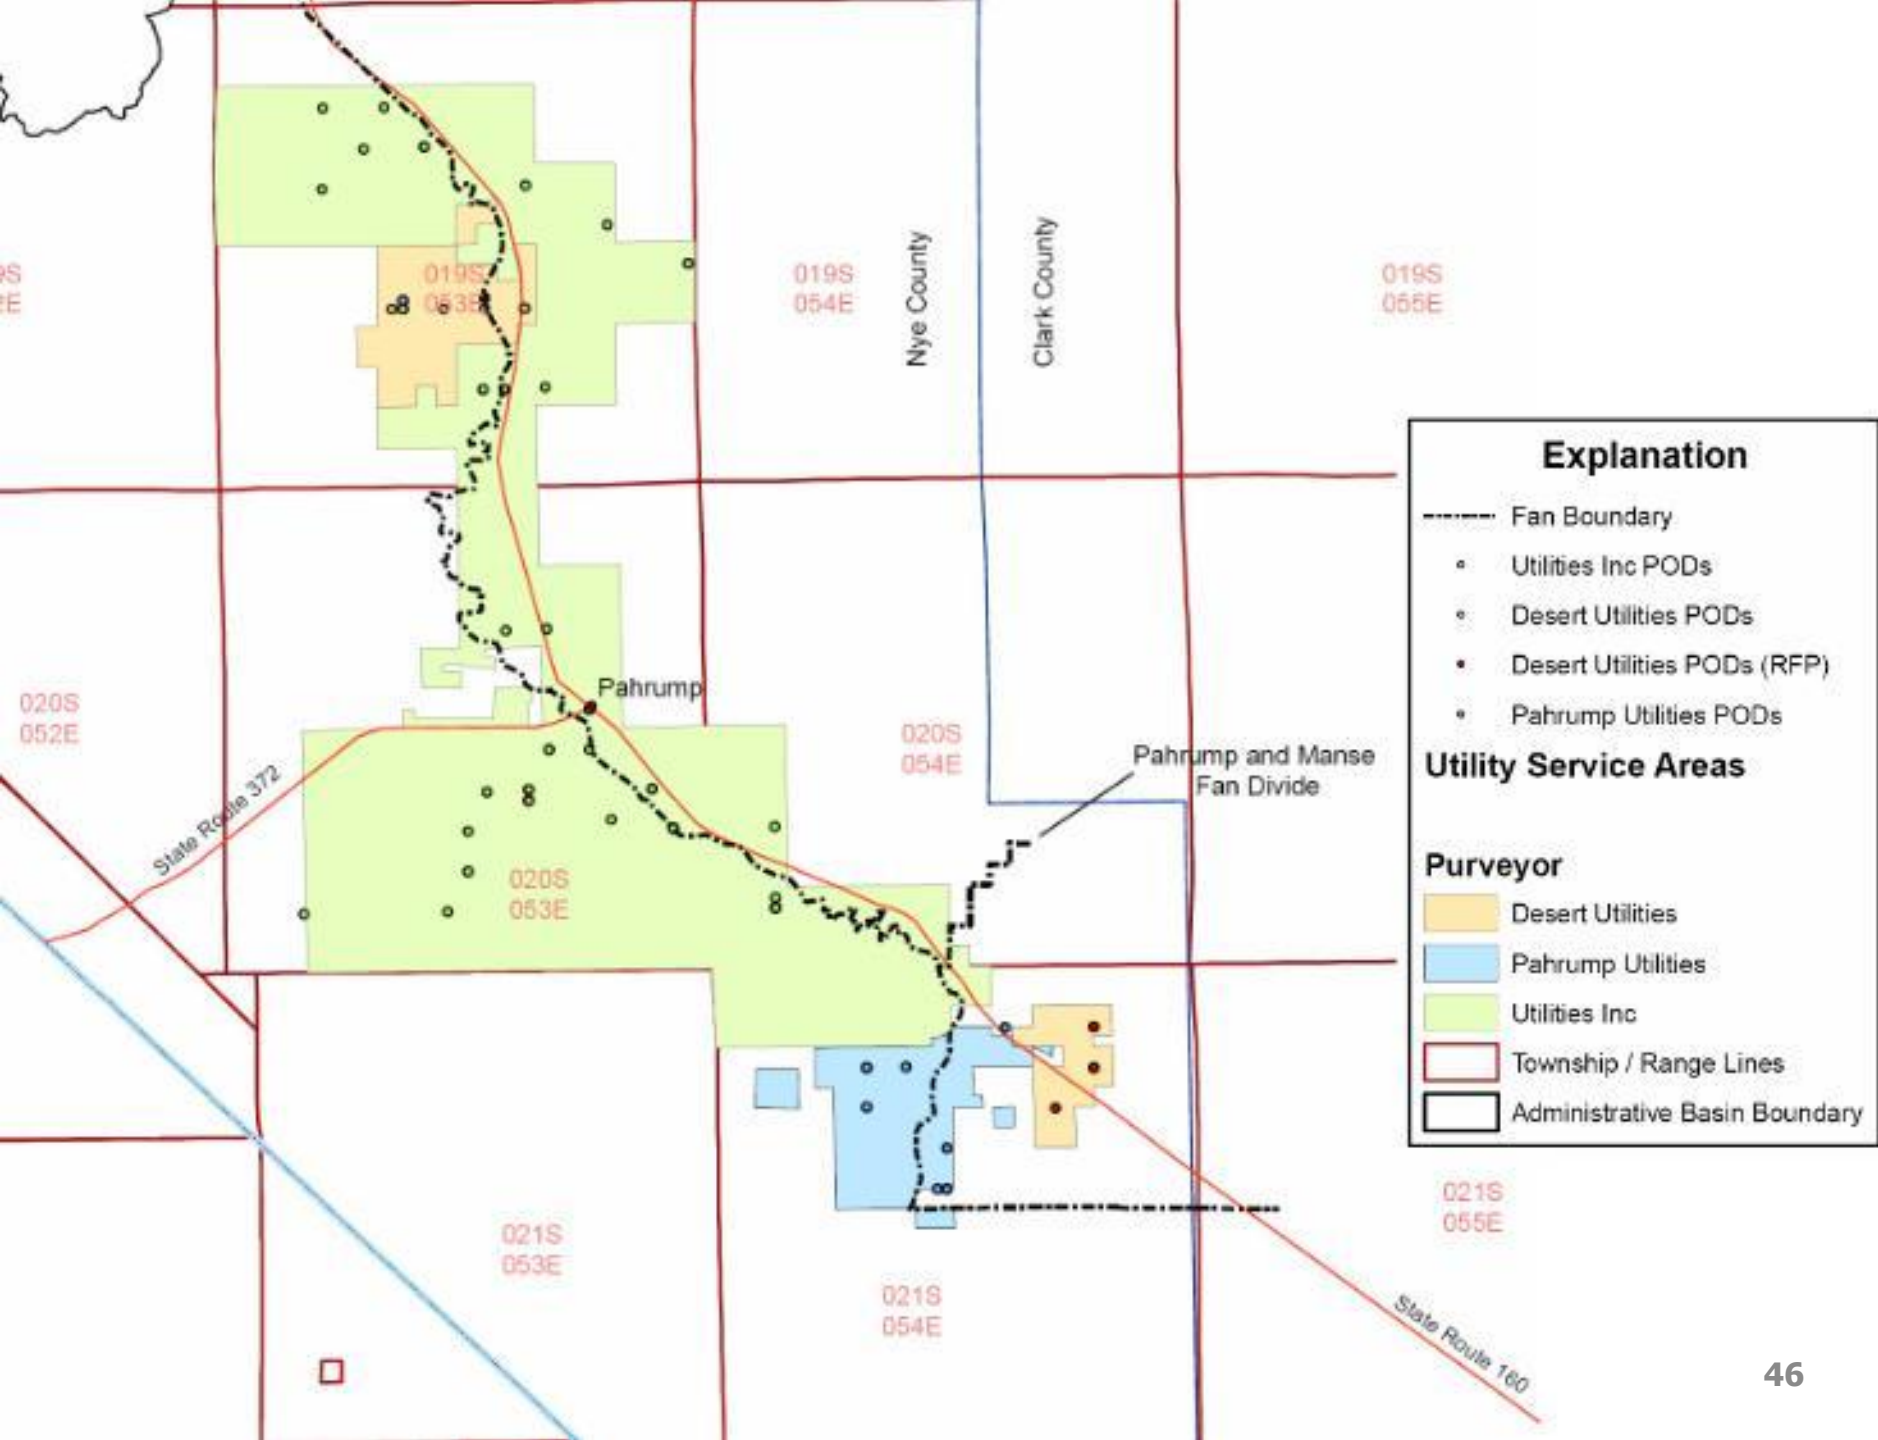 9S
2E
019S
053E
019S
054E
Nye County
Clark County
019S
055E
Explanation
Fan Boundary
Utilities Inc PODs
Desert Utilities PODs
Desert Utilities PODs (RFP)
Pahrump Utilities PODs
Utility Service Areas
Purveyor
Desert Utilities
Pahrump Utilities
Utilities Inc
Township / Range Lines
Administrative Basin Boundary
Pahrump
020S
052E
020S
054E
Pahrump and Manse
Fan Divide
State Route 372
020S
053E
021S
055E
021S
053E
021S
054E
State Route 160
46